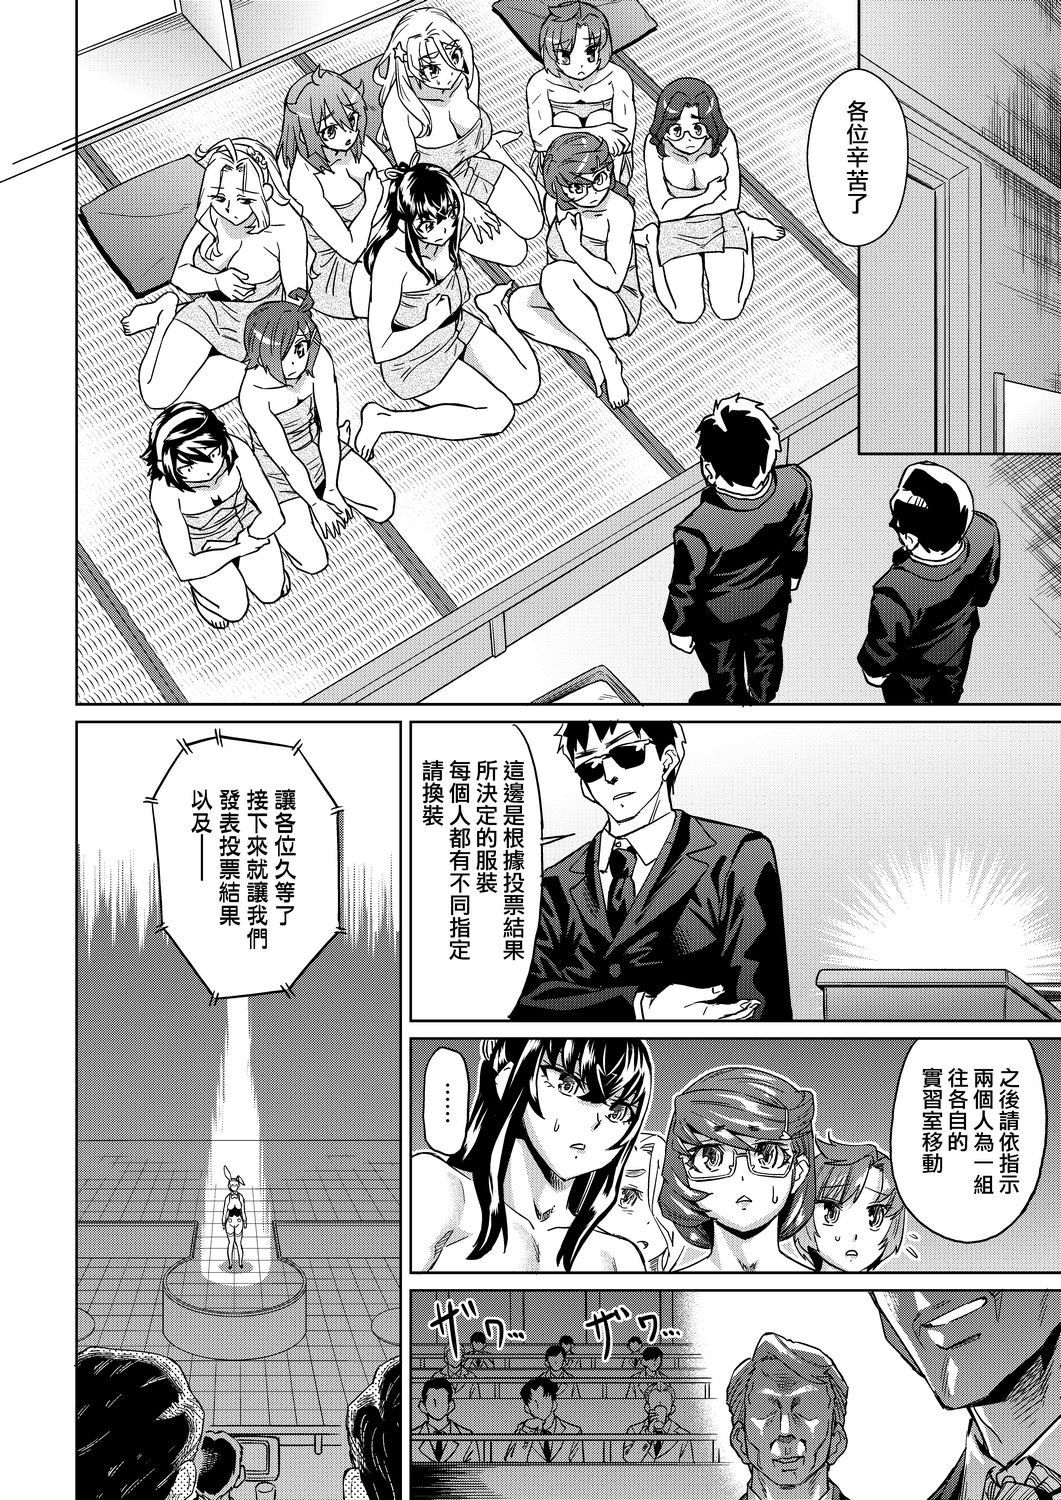 各位辛苦了
這邊是根據投票結果
所決定的服裝
每個人都有不同指定
請換裝
之後請依指示
兩個人為一組
往各自的
實習室移動
……
ザワ…
ザワ…
讓各位久等了
接下來就讓我們
發表投票結果
以及——